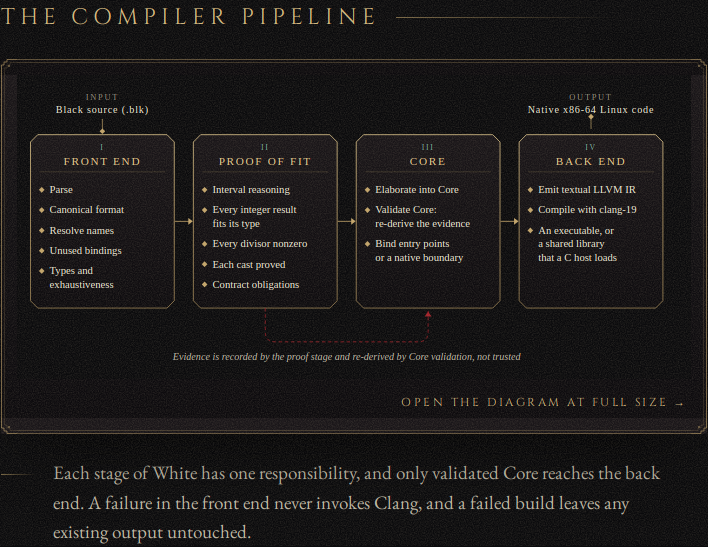 THE COMPILER PIPELINE
INPUT
Black source (.blk)
OUTPUT
Native x86-64 Linux code
I
FRONT END
Parse
Canonical format
Resolve names
Unused bindings
Types and
exhaustiveness
II
PROOF OF FIT
Interval reasoning
Every integer result
fits its type
Every divisor nonzero
Each cast proved
Contract obligations
III
CORE
Elaborate into Core
Validate Core:
re-derive the evidence
Bind entry points
or a native boundary
IV
BACK END
Emit textual LLVM IR
Compile with clang-19
An executable, or
a shared library
that a C host loads
Evidence is recorded by the proof stage and re-derived by Core validation, not trusted
OPEN THE DIAGRAM AT FULL SIZE →
Each stage of White has one responsibility, and only validated Core reaches the back
end. A failure in the front end never invokes Clang, and a failed build leaves any
existing output untouched.